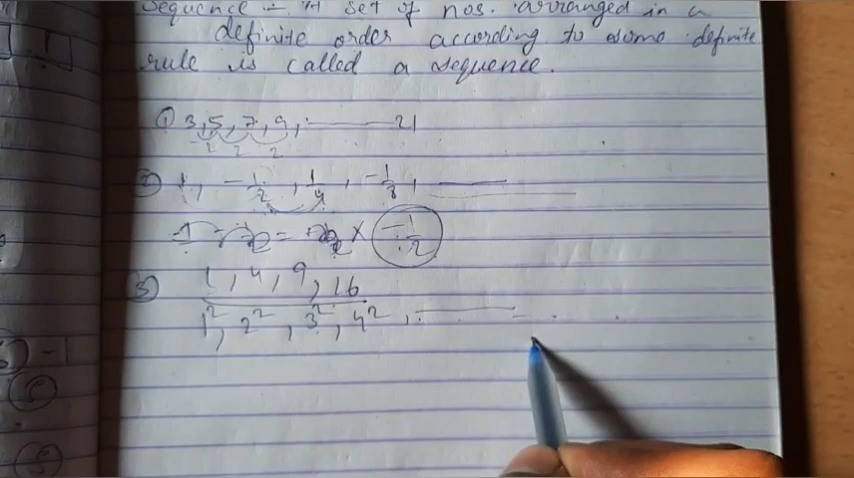 Sequence :- A set of nos. arranged in a
definite order according to some definite
rule is called a sequence.
① 3, 5, 7, 9, ——— 21
2 2 2
② 1, -1/2, 1/4, -1/8, ———
× -1/2
③ 1, 4, 9, 16
1², 2², 3², 4², ———